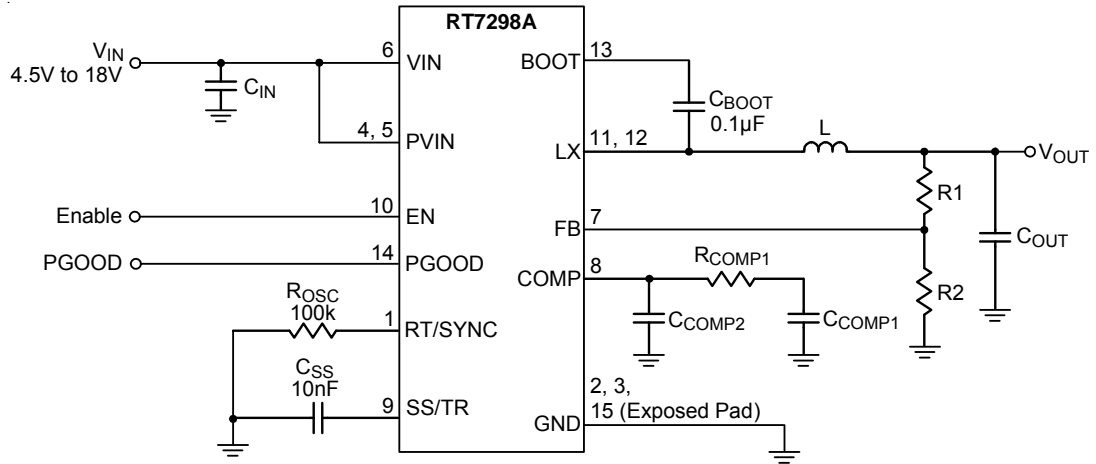 RT7298A
VIN
4.5V to 18V
CIN
6
VIN
4, 5
PVIN
Enable
10
EN
PGOOD
14
PGOOD
ROSC
100k
1
RT/SYNC
CSS
10nF
9
SS/TR
BOOT
13
CBOOT
0.1µF
LX
11, 12
L
VOUT
R1
FB
7
COUT
COMP
8
RCOMP1
R2
CCOMP2
CCOMP1
2, 3,
GND
15 (Exposed Pad)